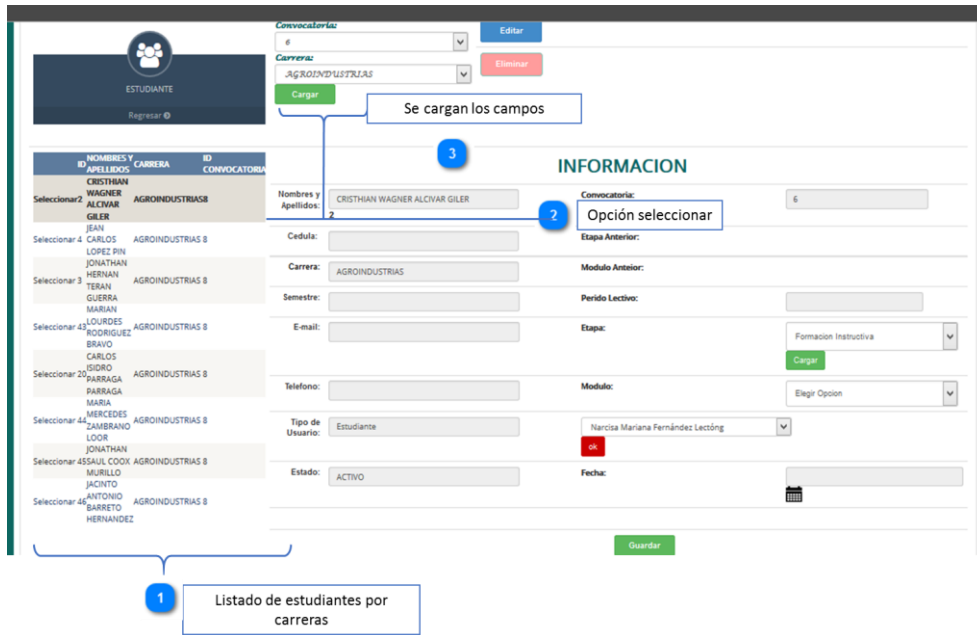 Convocatoria:
6
Editar
Carrera:
AGROINDUSTRIAS
Eliminar
Cargar
ESTUDIANTE
Regresar
Se cargan los campos
3
INFORMACION
ID NOMBRES Y APELLIDOS CARRERA ID CONVOCATORIA
Seleccionar 2 CRISTHIAN WAGNER ALCIVAR GILER AGROINDUSTRIAS 8
Seleccionar 4 JEAN CARLOS LOPEZ PIN AGROINDUSTRIAS 8
Seleccionar 3 JONATHAN HERNAN TERAN GUERRA AGROINDUSTRIAS 8
Seleccionar 43 MARIAN LOURDES RODRIGUEZ BRAVO AGROINDUSTRIAS 8
Seleccionar 20 CARLOS ISIDRO PARRAGA PARRAGA AGROINDUSTRIAS 8
Seleccionar 44 MARIA MERCEDES ZAMBRANO LOOR AGROINDUSTRIAS 8
Seleccionar 45 JONATHAN SAUL COOX MURILLO AGROINDUSTRIAS 8
Seleccionar 46 JACINTO ANTONIO BARRETO HERNANDEZ AGROINDUSTRIAS 8
Nombres y Apellidos: CRISTHIAN WAGNER ALCIVAR GILER
2
Convocatoria: 6
2
Opción seleccionar
Cedula:
Etapa Anterior:
Carrera: AGROINDUSTRIAS
Modulo Anteior:
Semestre:
Perido Lectivo:
E-mail:
Etapa: Formacion Instructiva
Cargar
Telefono:
Modulo: Elegir Opcion
Tipo de Usuario: Estudiante
Narcisa Mariana Fernández Lectóng
ok
Estado: ACTIVO
Fecha:
Guardar
1
Listado de estudiantes por
carreras